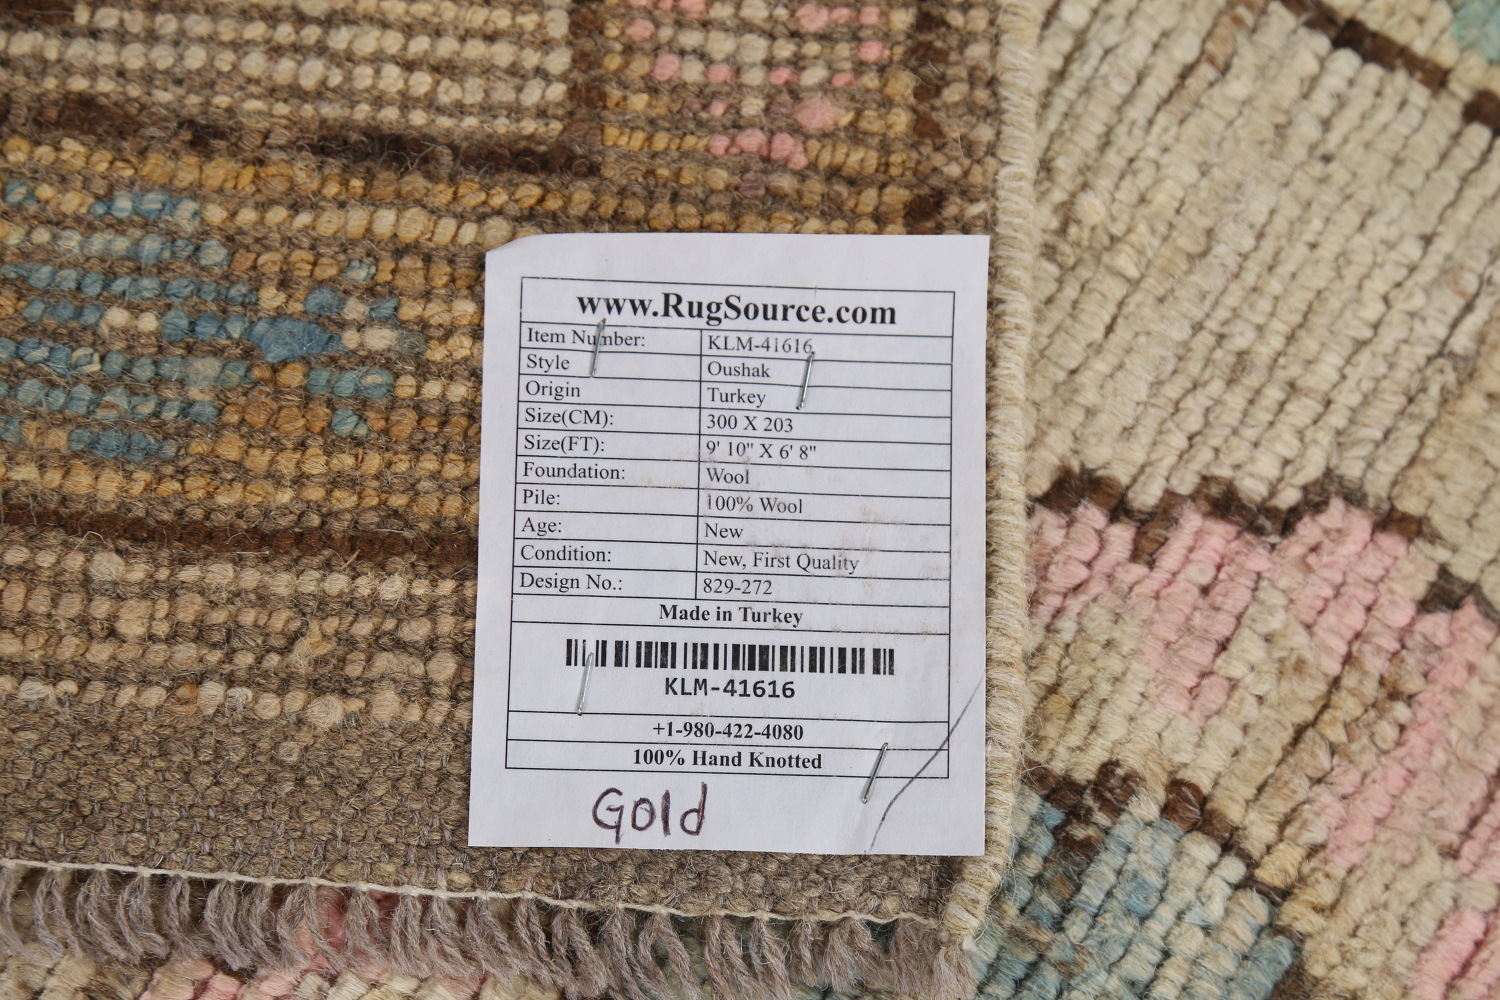 www.RugSource.com
Item Number: KLM-41616
Style Oushak
Origin Turkey
Size(CM): 300 X 203
Size(FT): 9' 10" X 6' 8"
Foundation: Wool
Pile: 100% Wool
Age: New
Condition: New, First Quality
Design No.: 829-272
Made in Turkey
KLM-41616
+1-980-422-4080
100% Hand Knotted
Gold